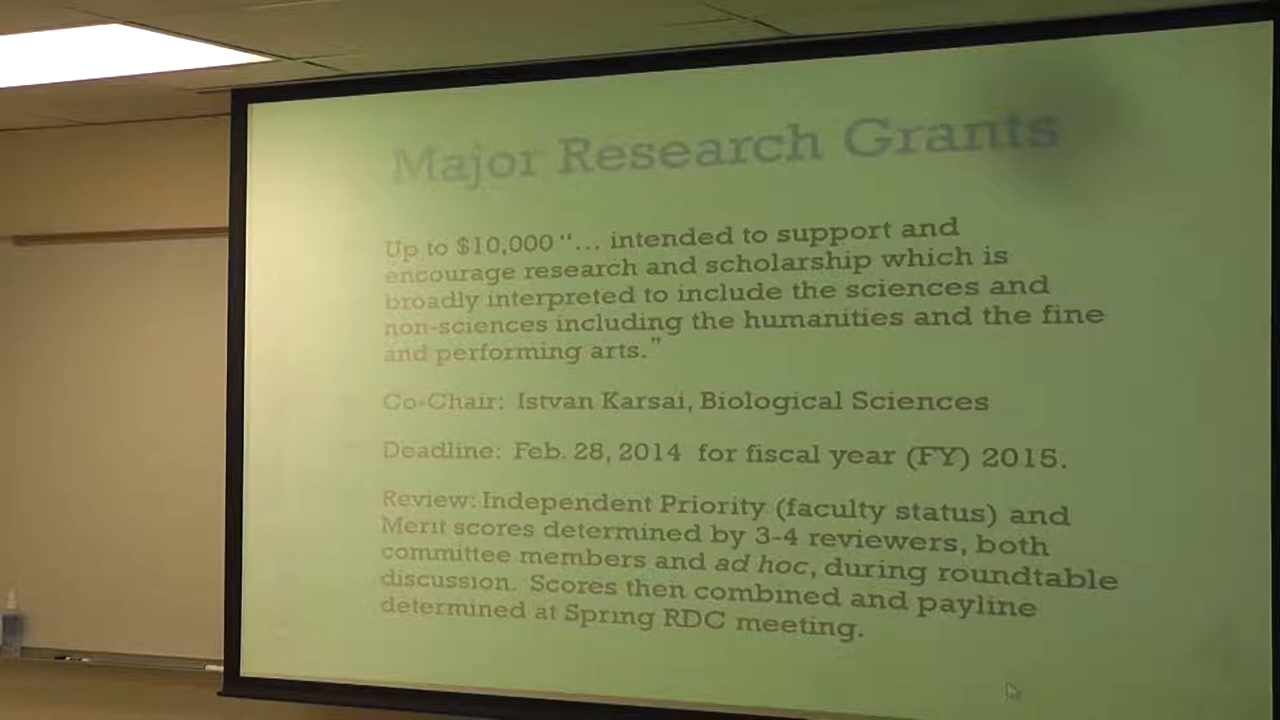 Major Research Grants
Up to $10,000 “... intended to support and
encourage research and scholarship which is
broadly interpreted to include the sciences and
non-sciences including the humanities and the fine
and performing arts.”
Co-Chair: Istvan Karsai, Biological Sciences
Deadline: Feb. 28, 2014 for fiscal year (FY) 2015.
Review: Independent Priority (faculty status) and
Merit scores determined by 3-4 reviewers, both
committee members and ad hoc, during roundtable
discussion. Scores then combined and payline
determined at Spring RDC meeting.